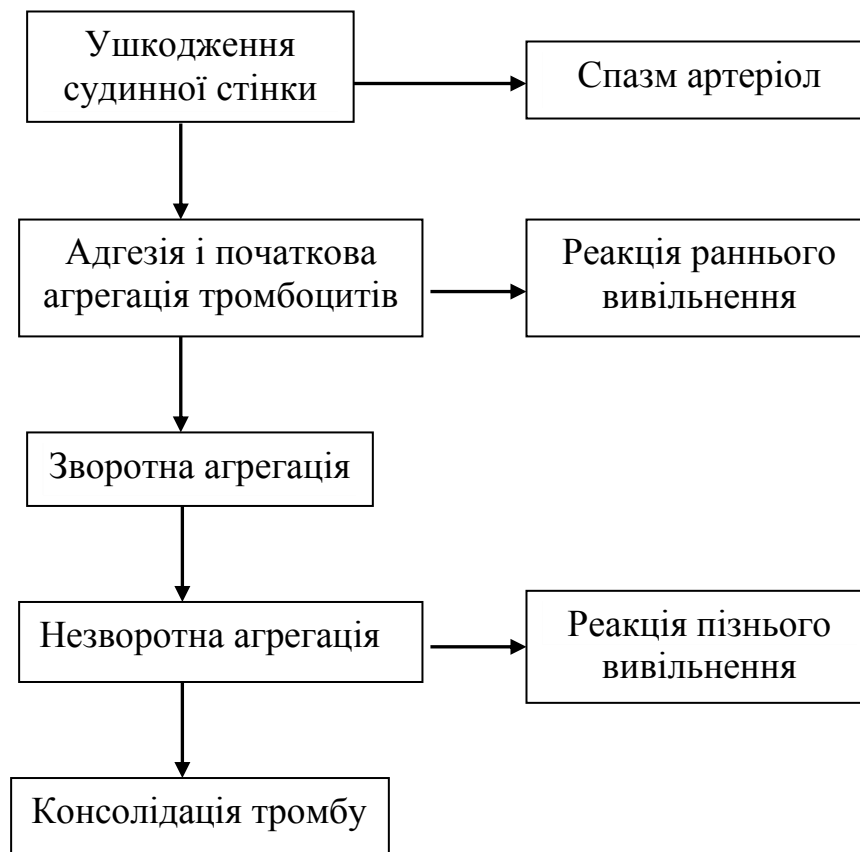 Ушкодження
судинної стінки
Спазм артеріол
Адгезія і початкова
агрегація тромбоцитів
Реакція раннього
вивільнення
Зворотна агрегація
Незворотна агрегація
Реакція пізнього
вивільнення
Консолідація тромбу